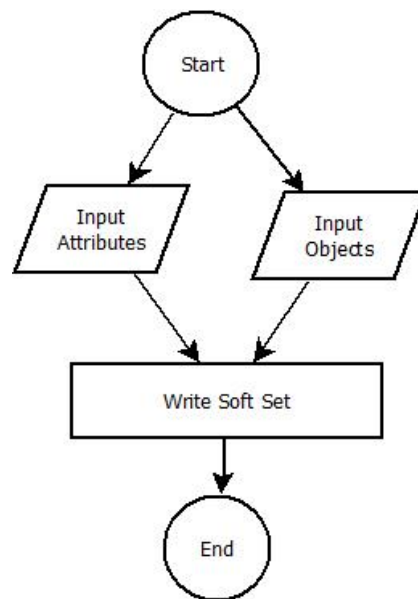 Start
Input
Attributes
Input
Objects
Write Soft Set
End